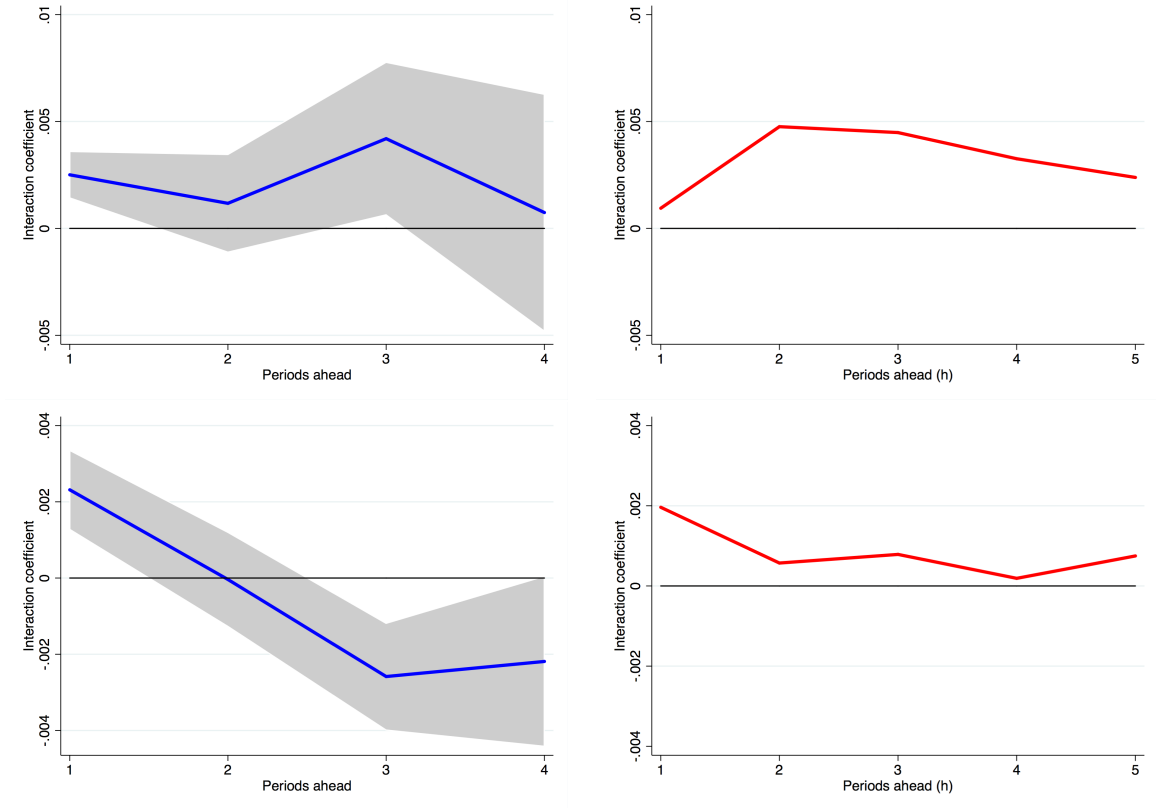 .01
.005
0
-.005
Interaction coefficient
1 2 3 4
Periods ahead
.01
.005
0
-.005
Interaction coefficient
1 2 3 4 5
Periods ahead (h)
.004
.002
0
-.002
-.004
Interaction coefficient
1 2 3 4
Periods ahead
.004
.002
0
-.002
-.004
Interaction coefficient
1 2 3 4 5
Periods ahead (h)